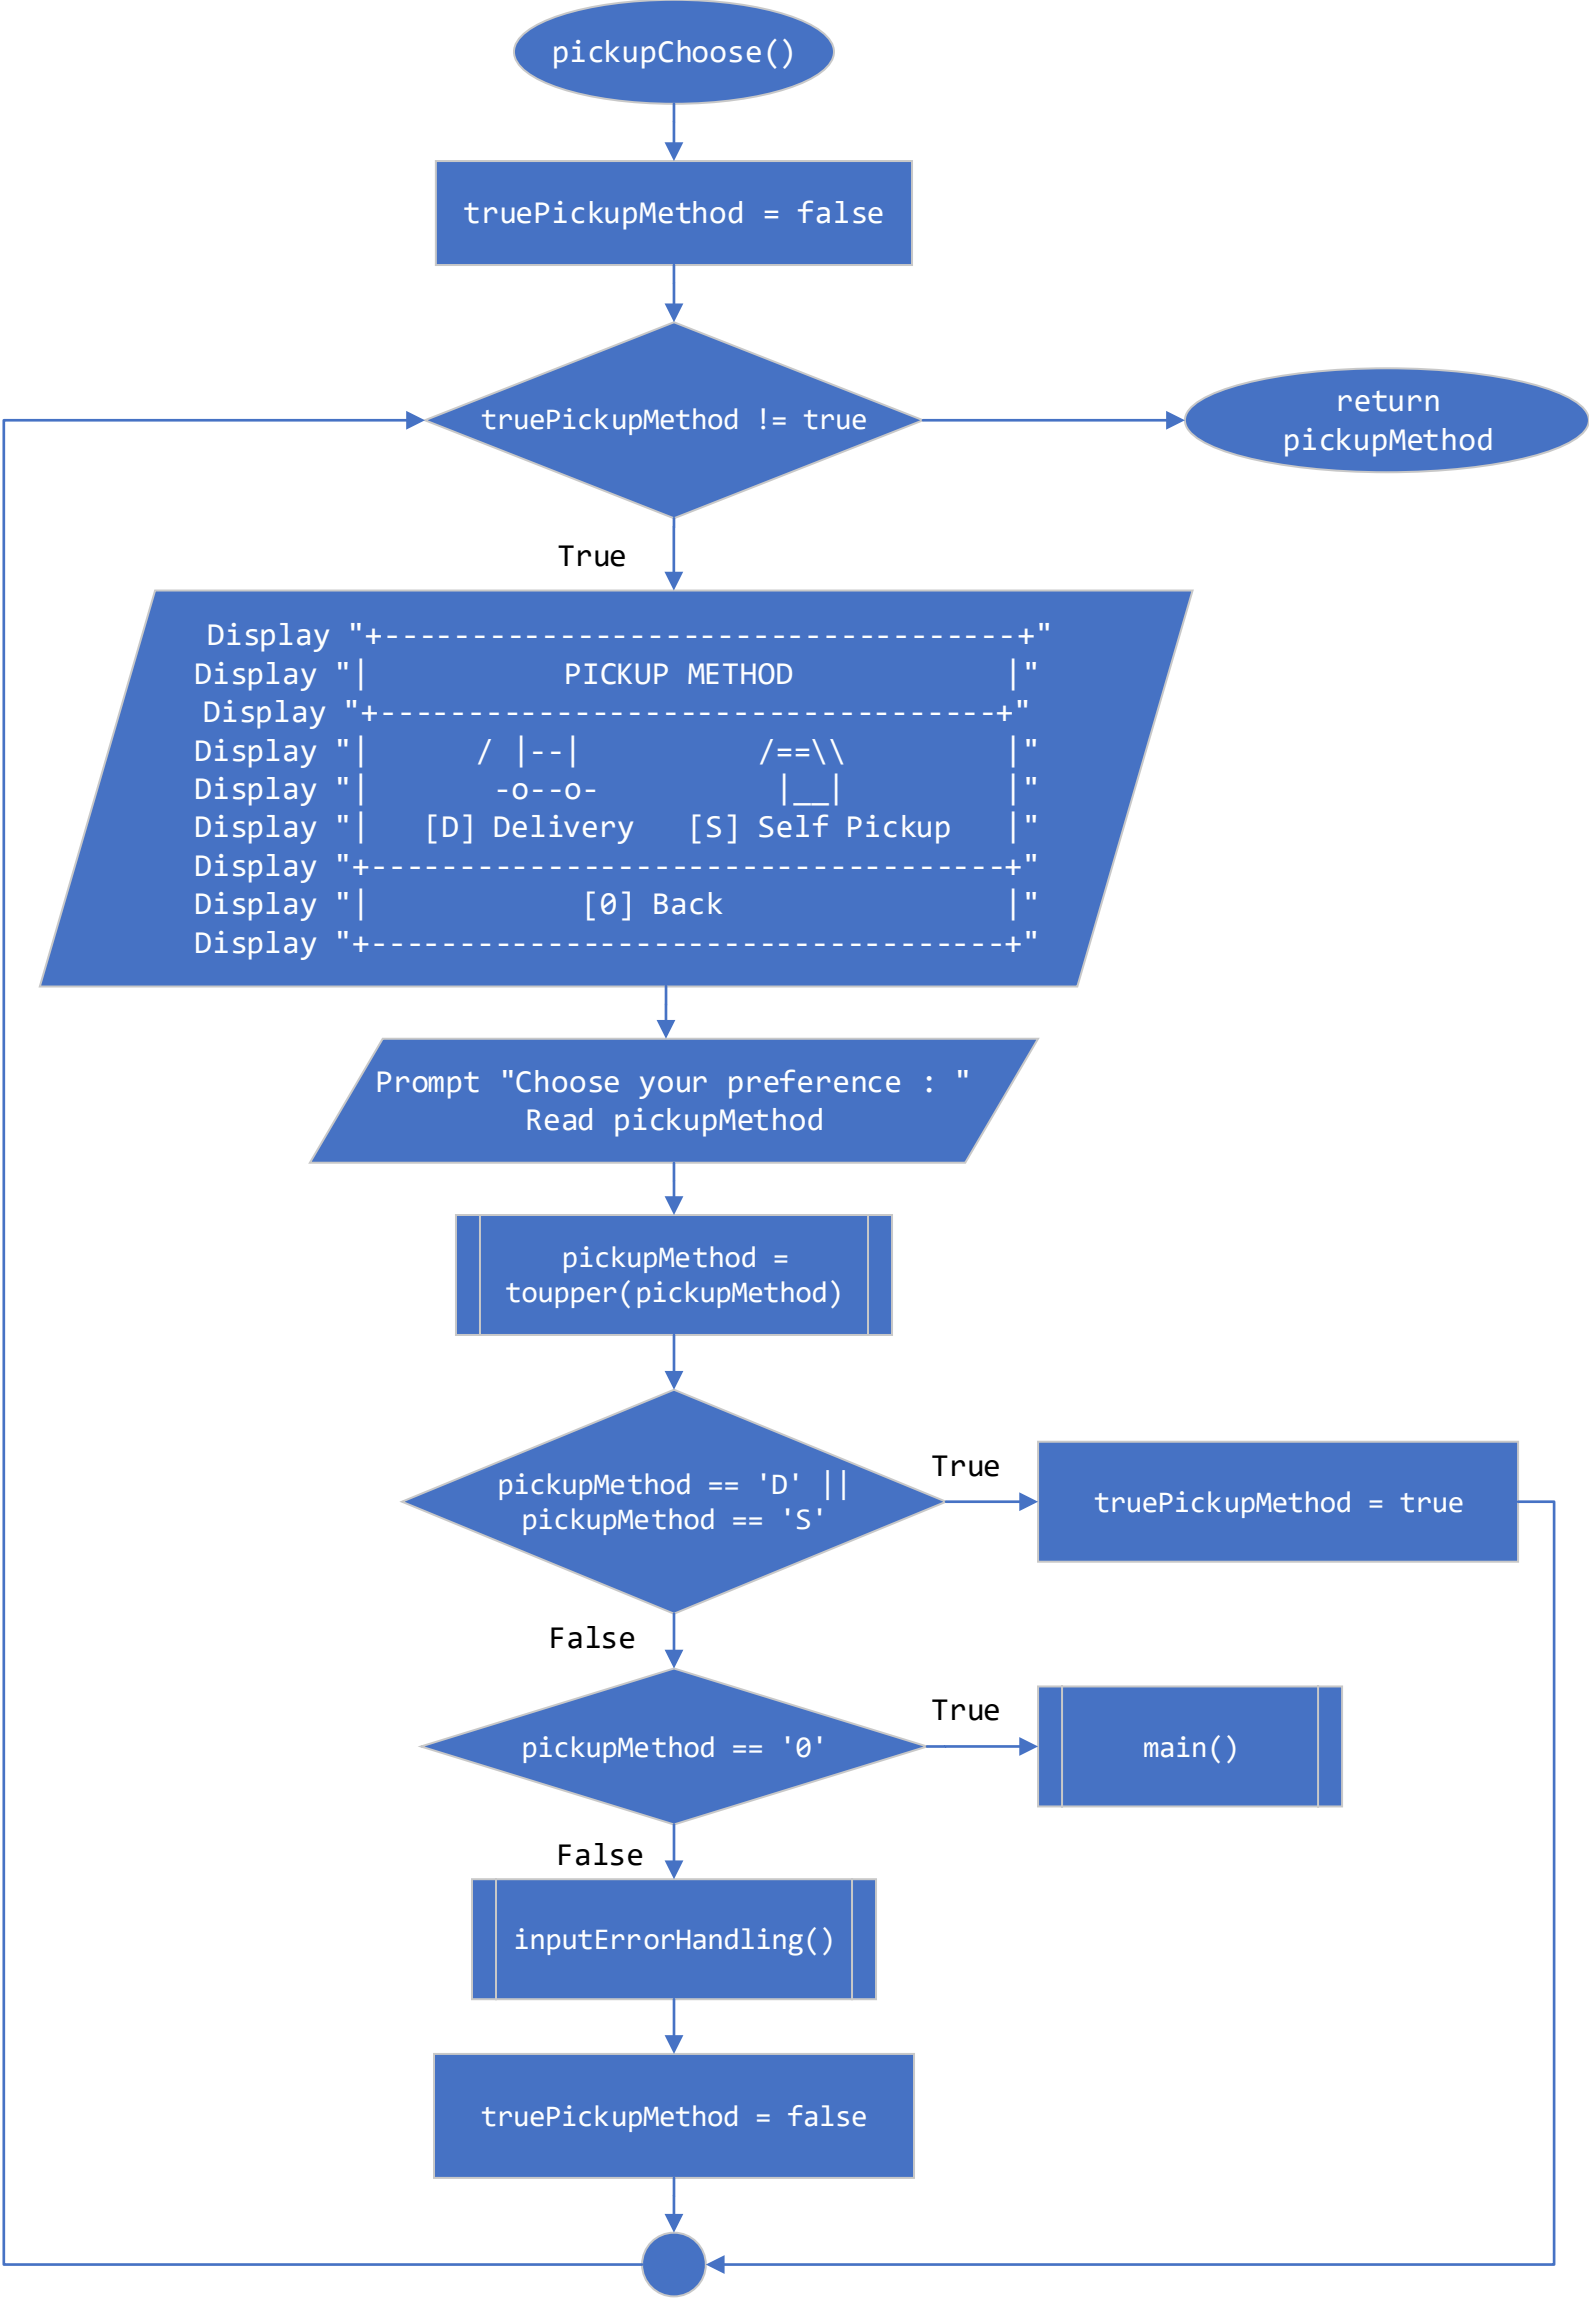 pickupChoose()
truePickupMethod = false
truePickupMethod != true
return
pickupMethod
True
Display "+------------------------------------+"
Display "|           PICKUP METHOD            |"
Display "+-----------------------------------+"
Display "|      / |--|          /==\\         |"
Display "|       -o--o-          |__|         |"
Display "|   [D] Delivery   [S] Self Pickup   |"
Display "+------------------------------------+"
Display "|            [0] Back                |"
Display "+------------------------------------+"
Prompt "Choose your preference : "
Read pickupMethod
pickupMethod =
toupper(pickupMethod)
pickupMethod == 'D' ||
pickupMethod == 'S'
True
truePickupMethod = true
False
pickupMethod == '0'
True
main()
False
inputErrorHandling()
truePickupMethod = false